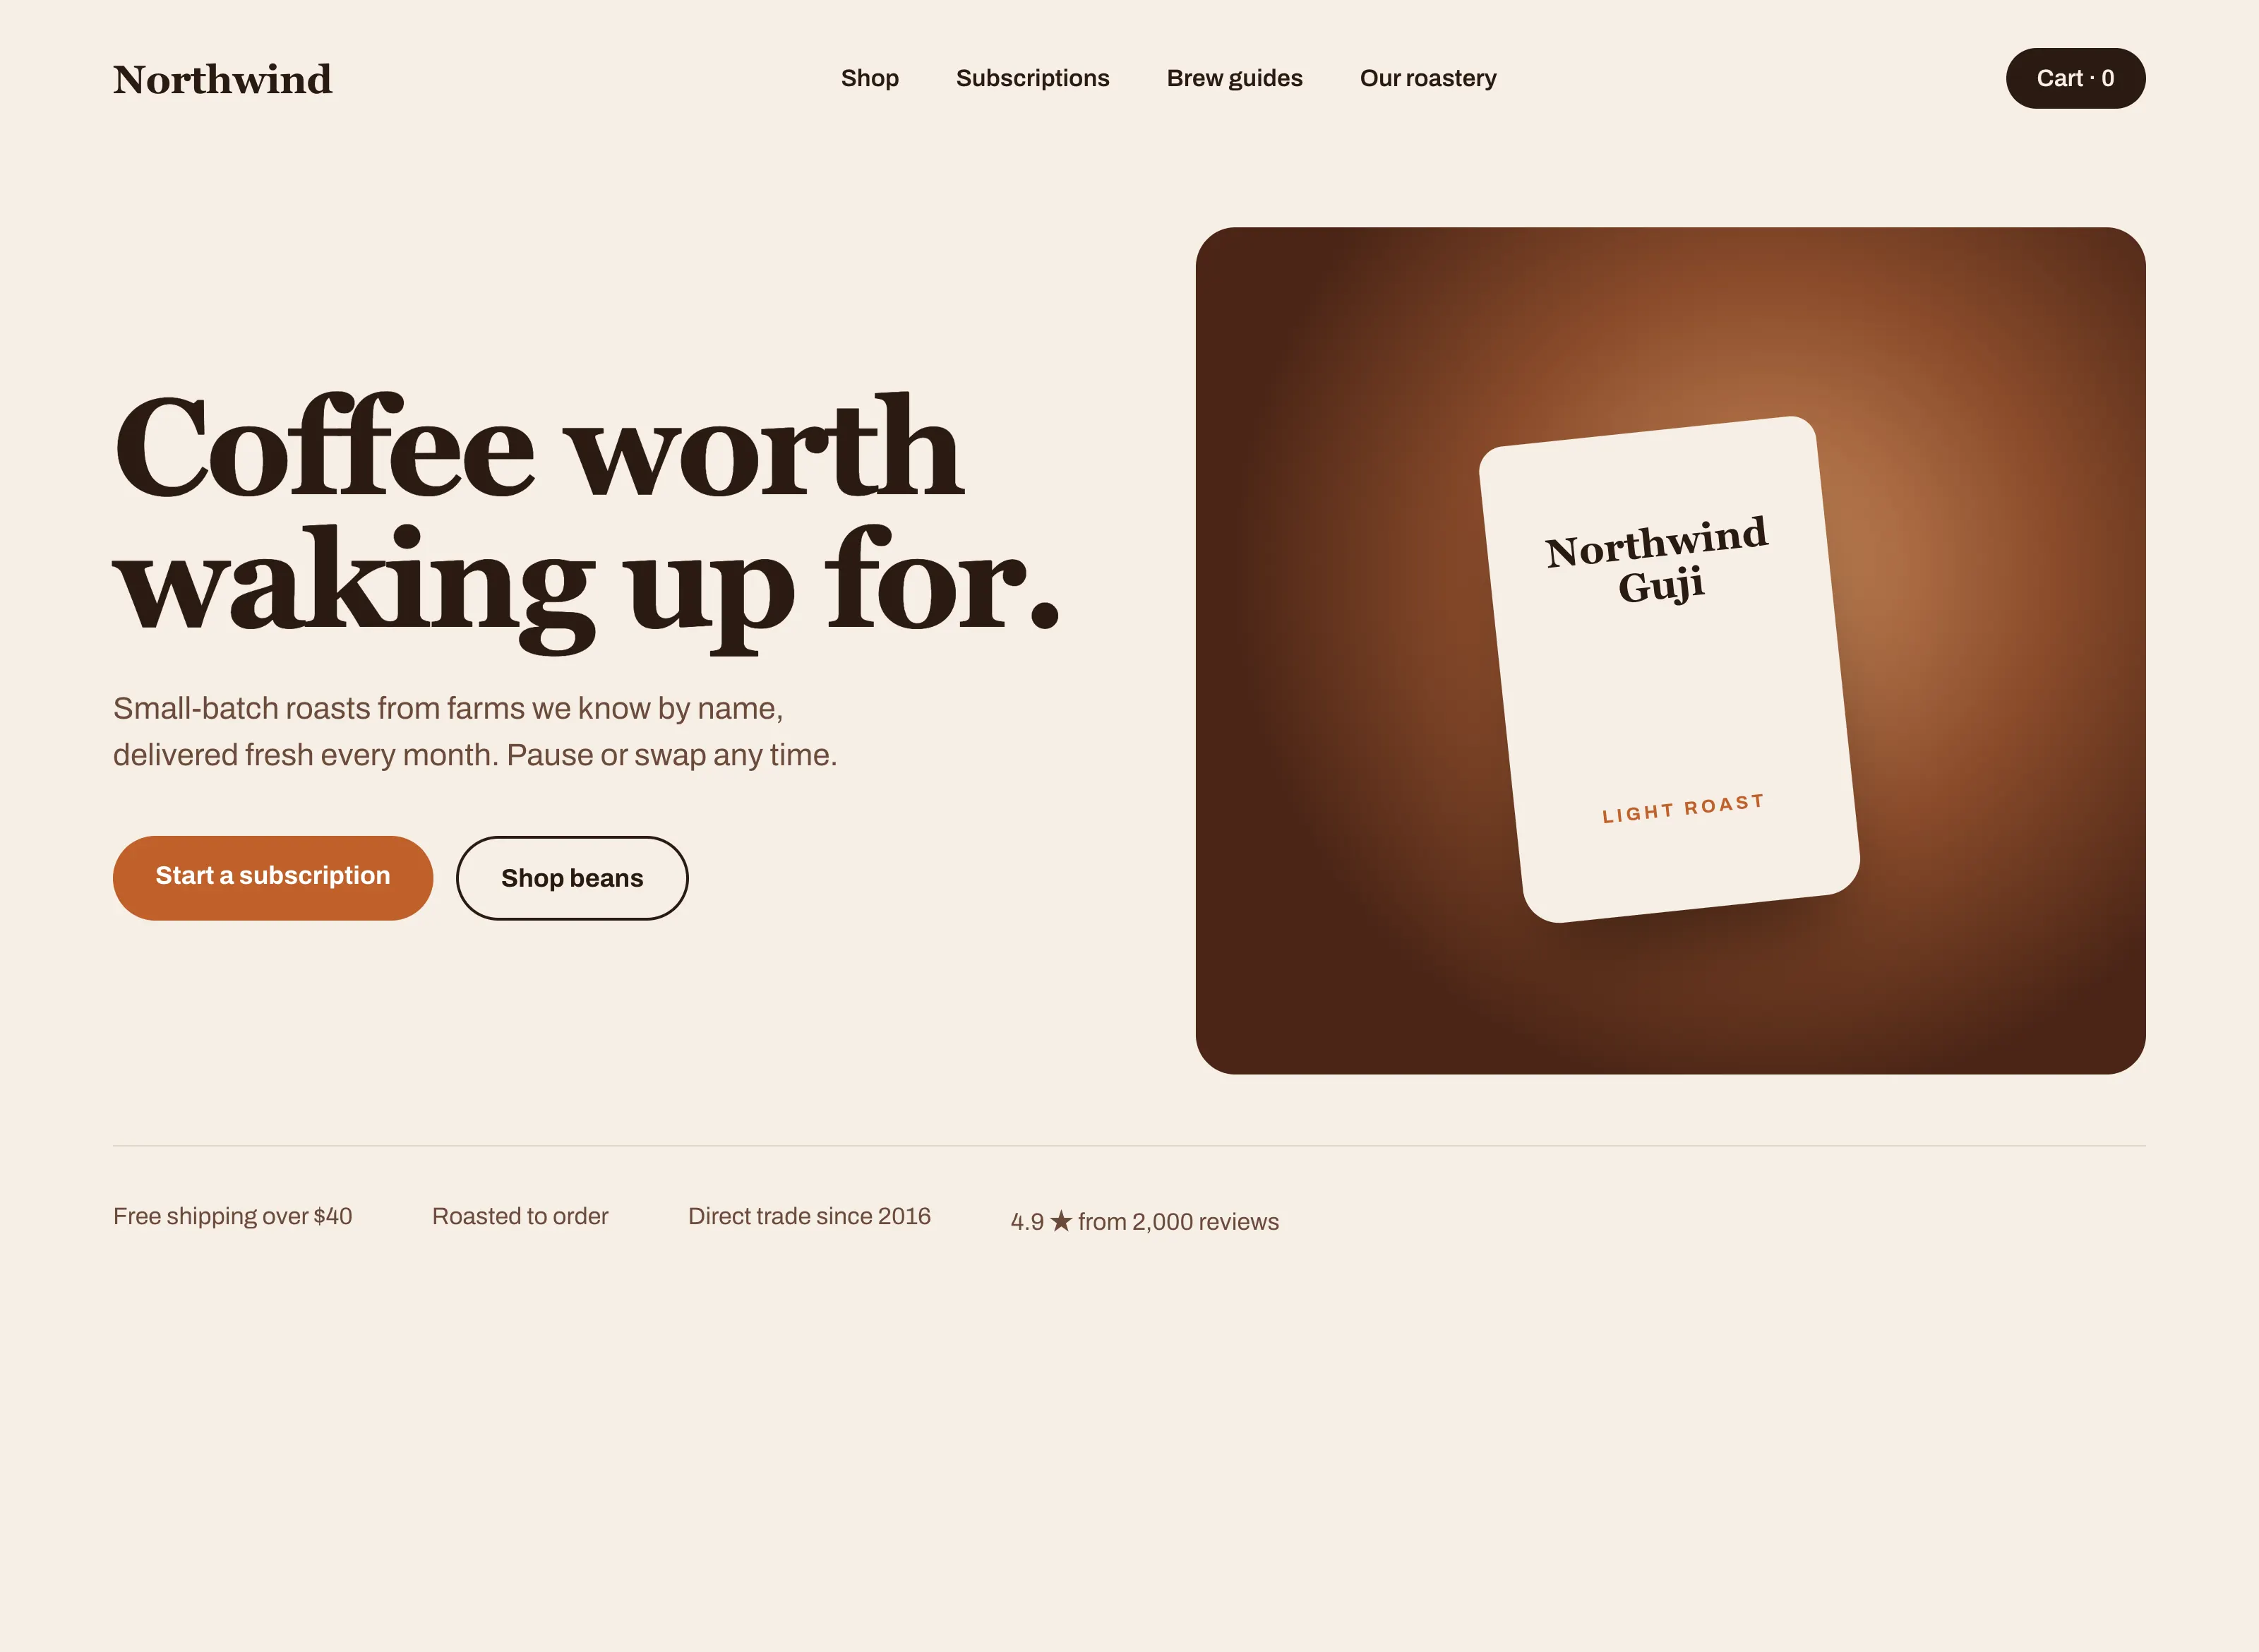 Northwind
Shop
Subscriptions
Brew guides
Our roastery
Cart · 0
Coffee worth
waking up for.
Small-batch roasts from farms we know by name,
delivered fresh every month. Pause or swap any time.
Start a subscription
Shop beans
Northwind
Guji
LIGHT ROAST
Free shipping over $40
Roasted to order
Direct trade since 2016
4.9 ★ from 2,000 reviews